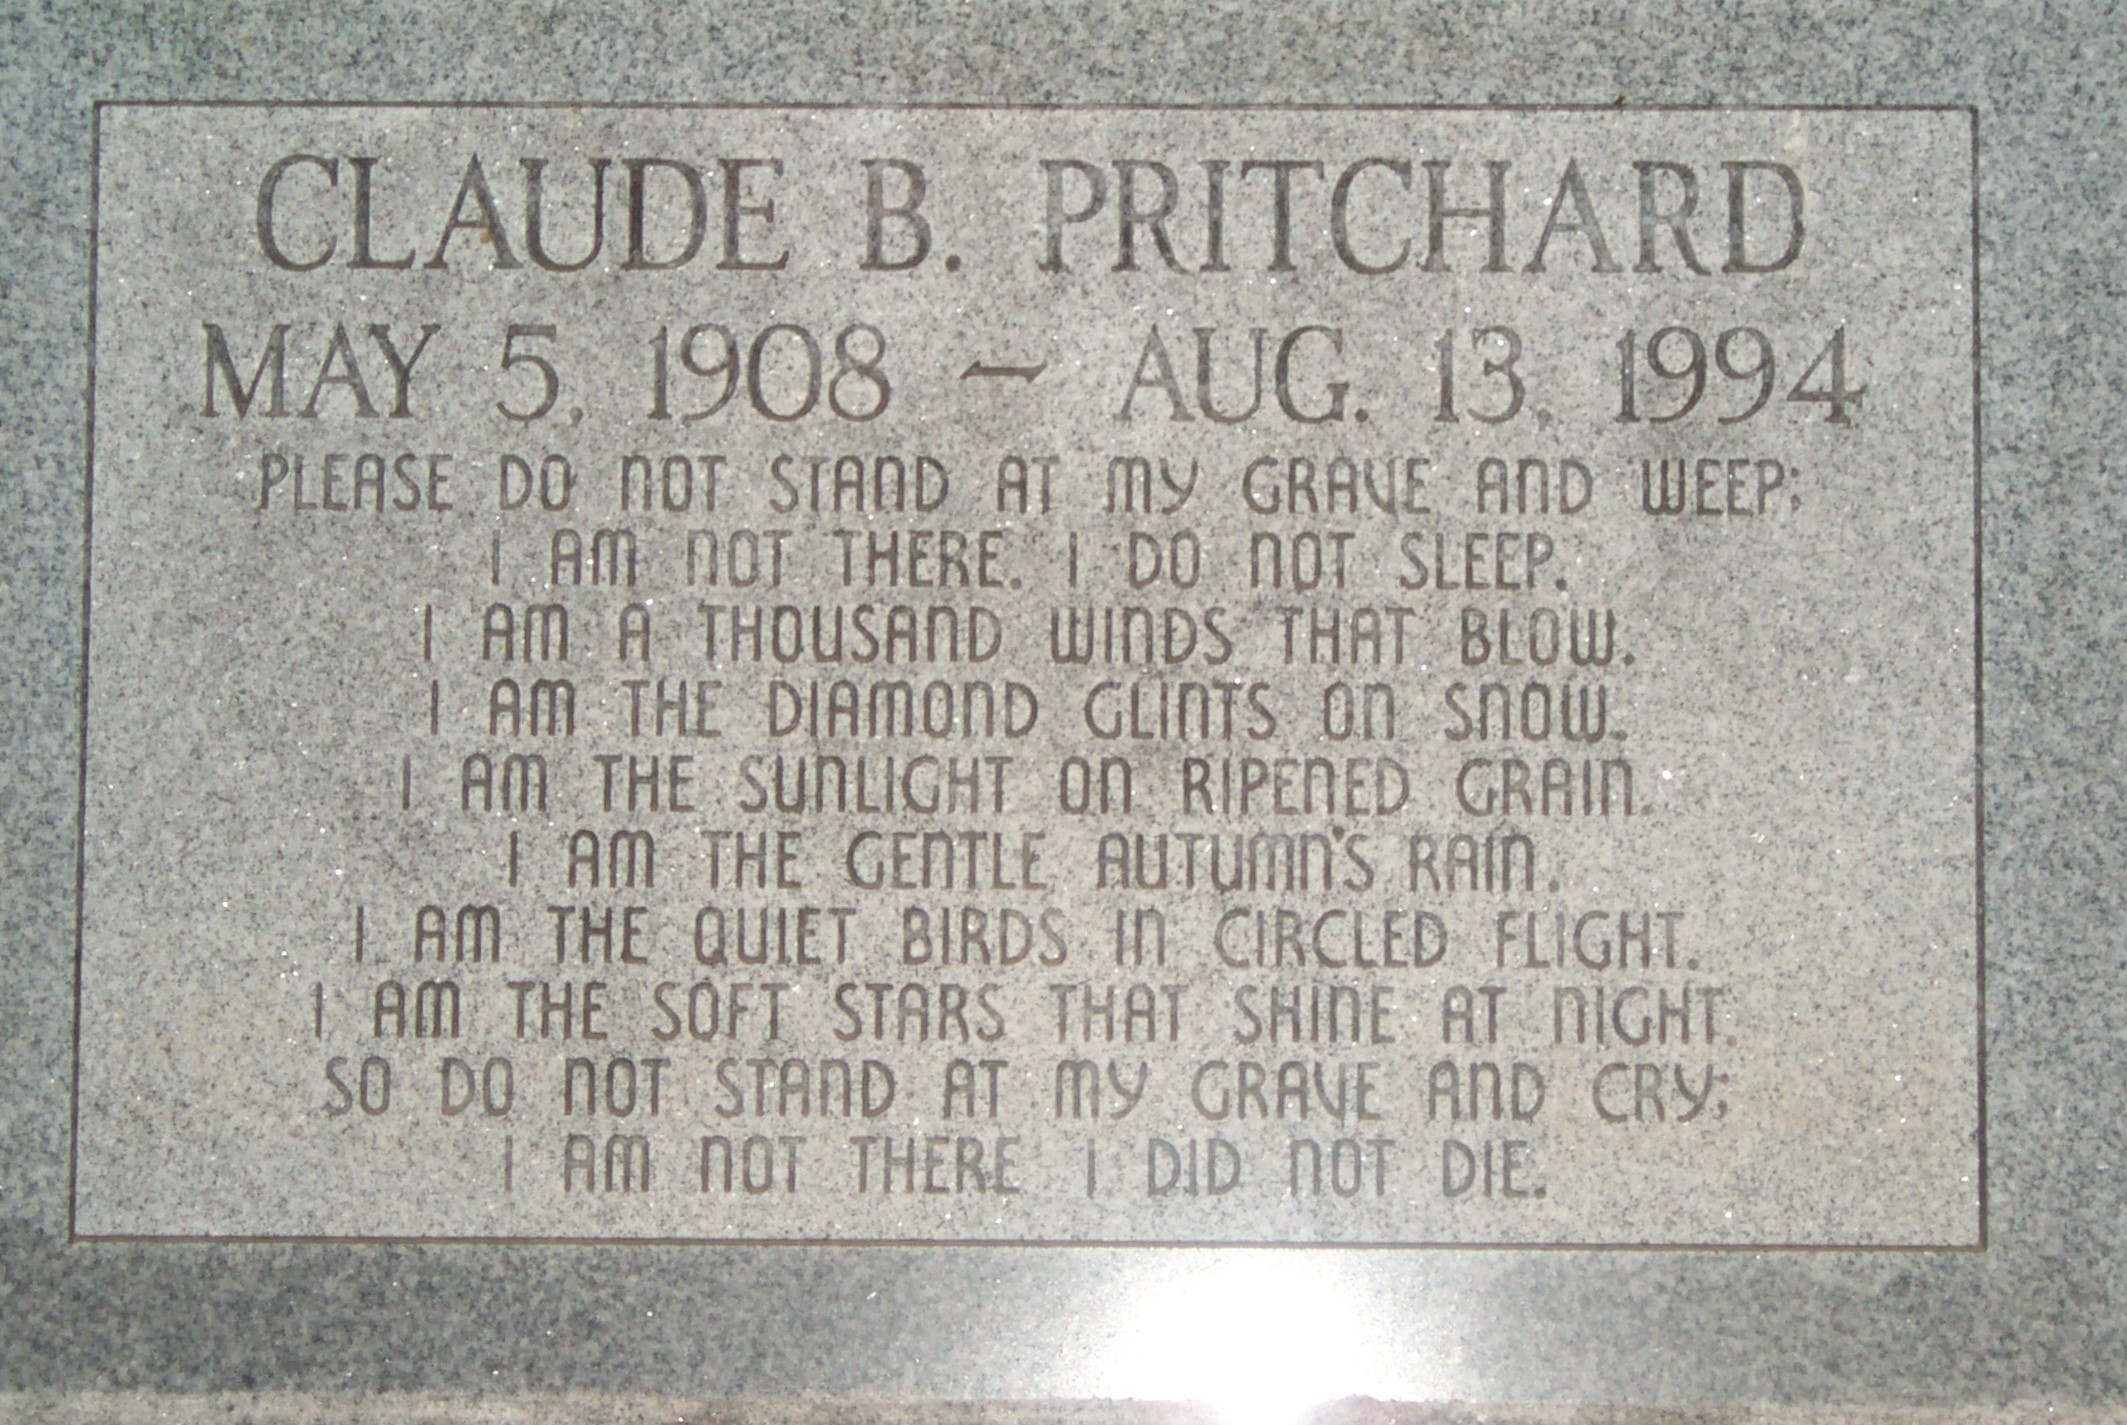 CLAUDE B. PRITCHARD
MAY 5, 1908 ~ AUG. 13, 1994
PLEASE DO NOT STAND AT MY GRAVE AND WEEP;
I AM NOT THERE. I DO NOT SLEEP.
I AM A THOUSAND WINDS THAT BLOW.
I AM THE DIAMOND GLINTS ON SNOW.
I AM THE SUNLIGHT ON RIPENED GRAIN.
I AM THE GENTLE AUTUMN'S RAIN.
I AM THE QUIET BIRDS IN CIRCLED FLIGHT.
I AM THE SOFT STARS THAT SHINE AT NIGHT.
SO DO NOT STAND AT MY GRAVE AND CRY;
I AM NOT THERE I DID NOT DIE.